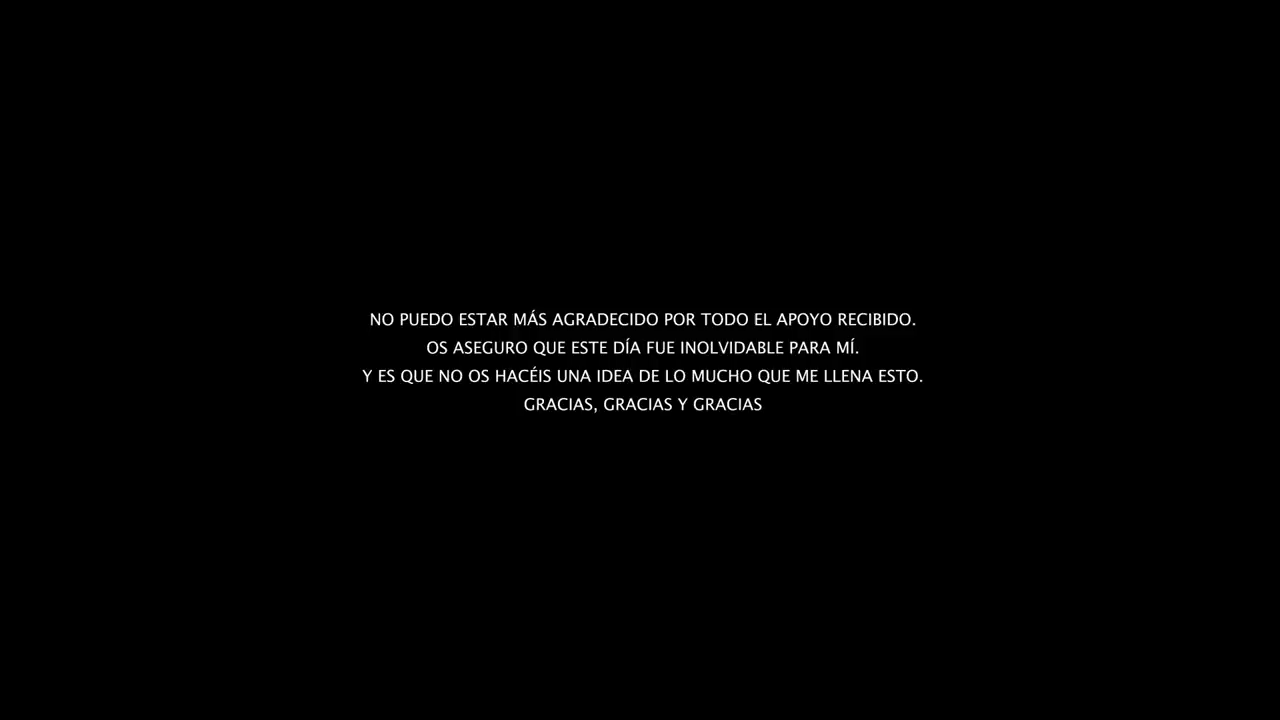 NO PUEDO ESTAR MÁS AGRADECIDO POR TODO EL APOYO RECIBIDO.
OS ASEGURO QUE ESTE DÍA FUE INOLVIDABLE PARA MÍ.
Y ES QUE NO OS HACÉIS UNA IDEA DE LO MUCHO QUE ME LLENA ESTO.
GRACIAS, GRACIAS Y GRACIAS